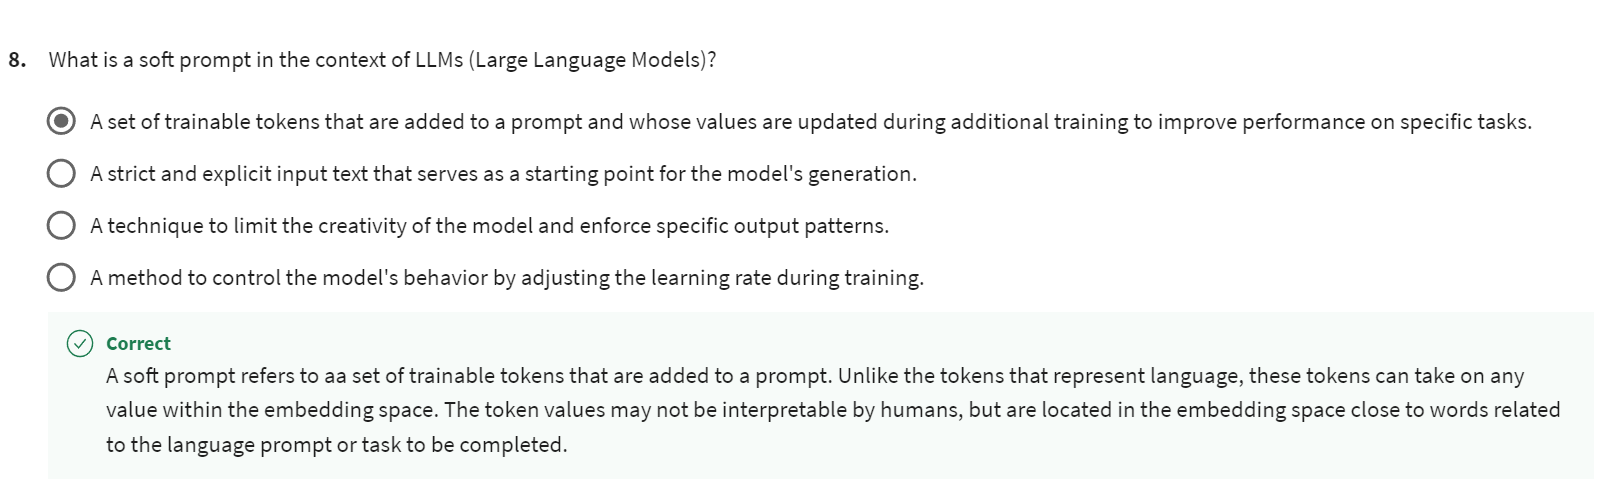 8. What is a soft prompt in the context of LLMs (Large Language Models)?
A set of trainable tokens that are added to a prompt and whose values are updated during additional training to improve performance on specific tasks.
A strict and explicit input text that serves as a starting point for the model's generation.
A technique to limit the creativity of the model and enforce specific output patterns.
A method to control the model's behavior by adjusting the learning rate during training.
Correct
A soft prompt refers to aa set of trainable tokens that are added to a prompt. Unlike the tokens that represent language, these tokens can take on any
value within the embedding space. The token values may not be interpretable by humans, but are located in the embedding space close to words related
to the language prompt or task to be completed.